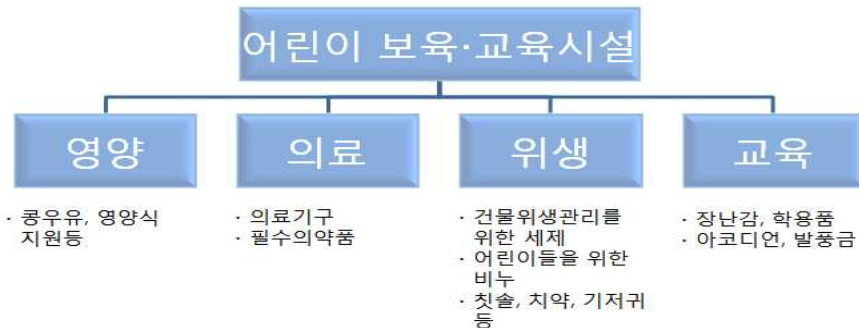 어린이 보육·교육시설
영양
의료
위생
교육
· 콩우유, 영양식
지원등
· 의료기구
· 필수의약품
· 건물위생관리를
위한 세제
· 어린이들을 위한
비누
· 칫솔, 치약, 기저귀
등
· 장난감, 학용품
· 아코디언, 발풍금